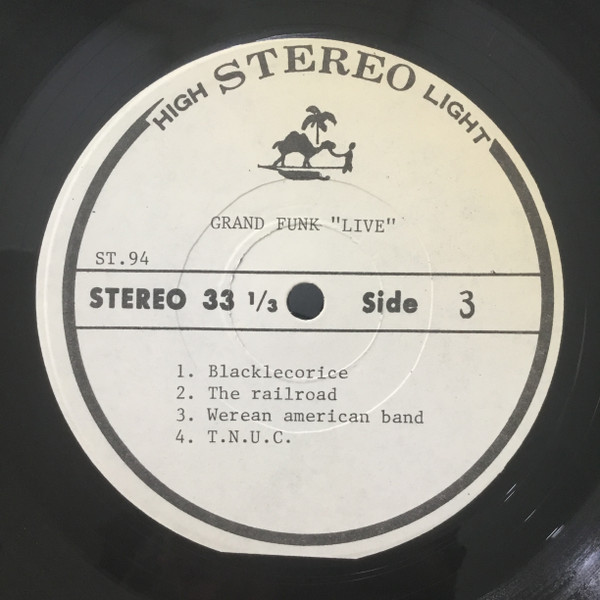 HIGH STEREO LIGHT
GRAND FUNK "LIVE"
ST.94
STEREO 33 1/3 Side 3
1. Blacklecorice
2. The railroad
3. Werean american band
4. T.N.U.C.